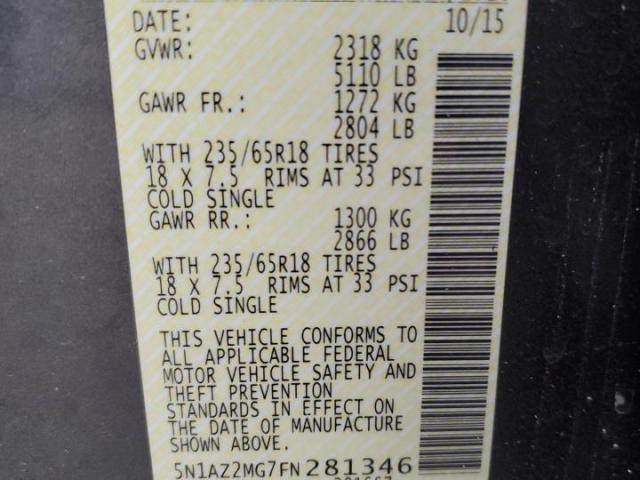 DATE: 10/15
GVWR: 2318 KG
5110 LB
GAWR FR.: 1272 KG
2804 LB
WITH 235/65R18 TIRES
18 X 7.5 RIMS AT 33 PSI
COLD SINGLE
GAWR RR.: 1300 KG
2866 LB
WITH 235/65R18 TIRES
18 X 7.5 RIMS AT 33 PSI
COLD SINGLE
THIS VEHICLE CONFORMS TO
ALL APPLICABLE FEDERAL
MOTOR VEHICLE SAFETY AND
THEFT PREVENTION
STANDARDS IN EFFECT ON
THE DATE OF MANUFACTURE
SHOWN ABOVE.
5N1AZ2MG7FN281346